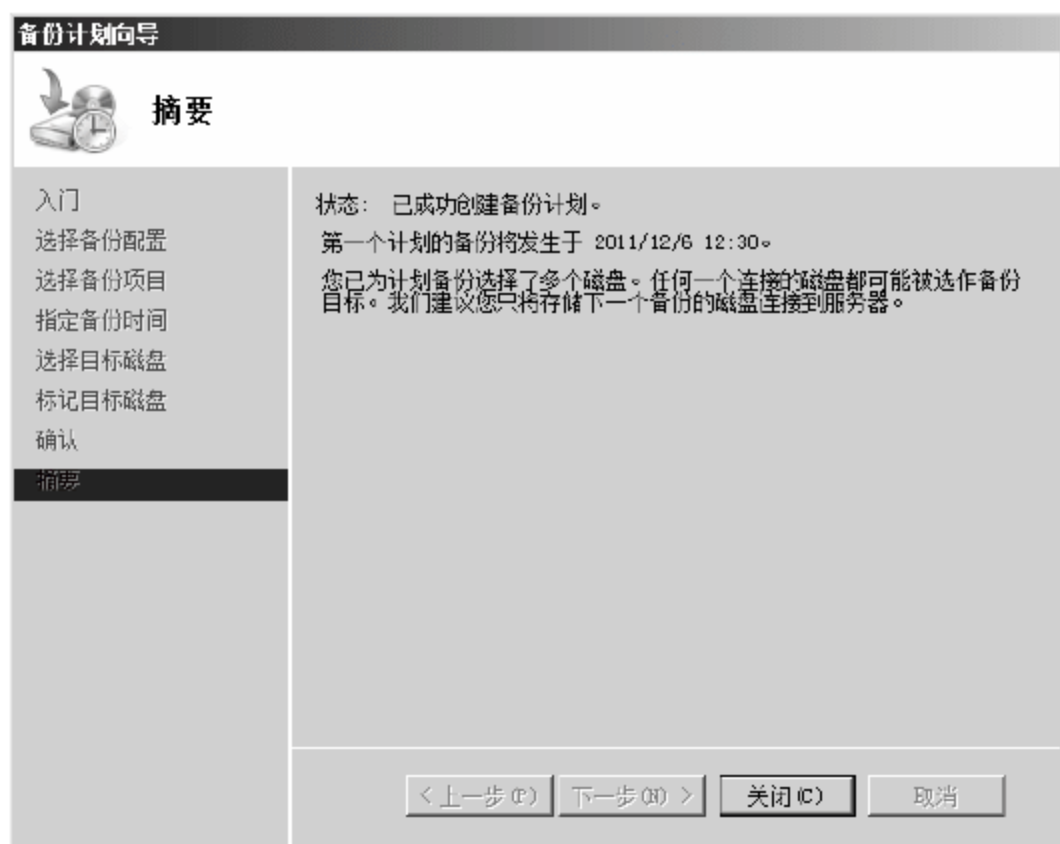 备份计划向导
摘要
入门
选择备份配置
选择备份项目
指定备份时间
选择目标磁盘
标记目标磁盘
确认
摘要
状态： 已成功创建备份计划。
第一个计划的备份将发生于 2011/12/6 12:30。
您已为计划备份选择了多个磁盘。任何一个连接的磁盘都可能被选作备份
目标。我们建议您只将存储下一个备份的磁盘连接到服务器。
< 上一步(P)
下一步(N) >
关闭(C)
取消